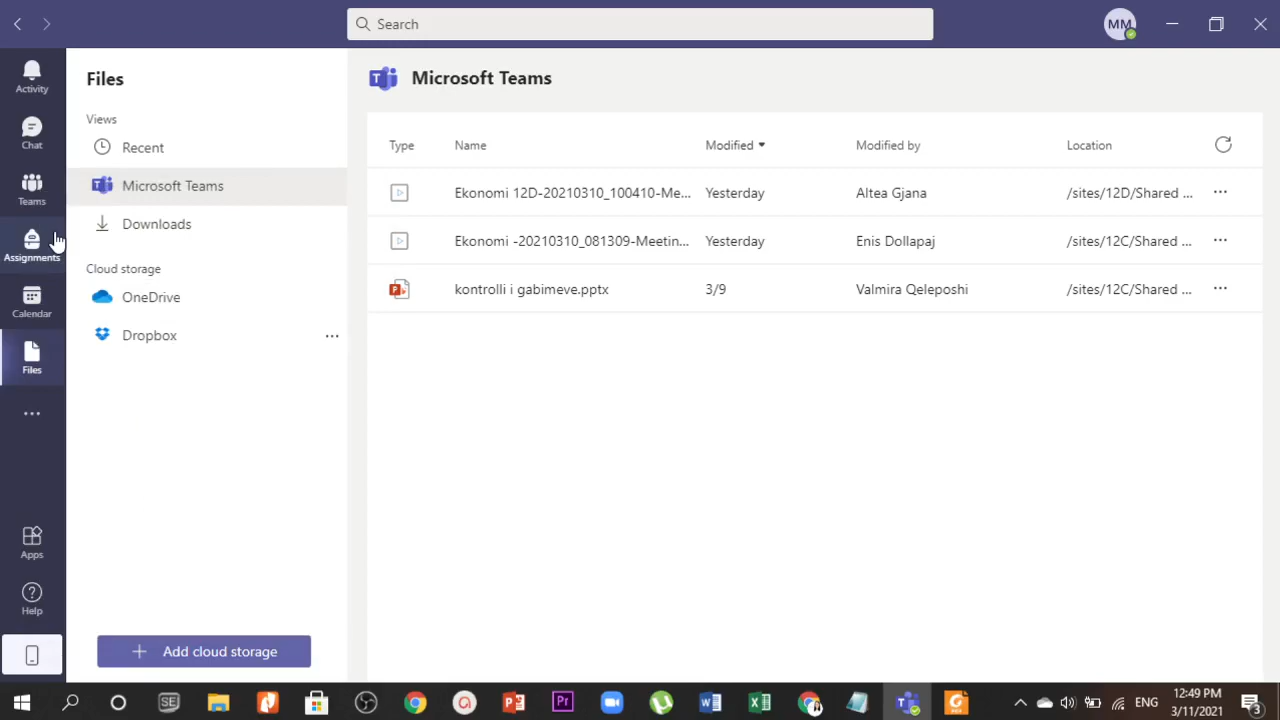 Search
MM
Activity
Chat
Teams
Assignments
Calendar
Files
Apps
Help
Files
Views
Recent
Microsoft Teams
Downloads
Cloud storage
OneDrive
Dropbox
Add cloud storage
Microsoft Teams
Type Name Modified Modified by Location
Ekonomi 12D-20210310_100410-Me... Yesterday Altea Gjana /sites/12D/Shared ...
Ekonomi -20210310_081309-Meetin... Yesterday Enis Dollapaj /sites/12C/Shared ...
kontrolli i gabimeve.pptx 3/9 Valmira Qeleposhi /sites/12C/Shared ...
ENG
12:49 PM
3/11/2021
3